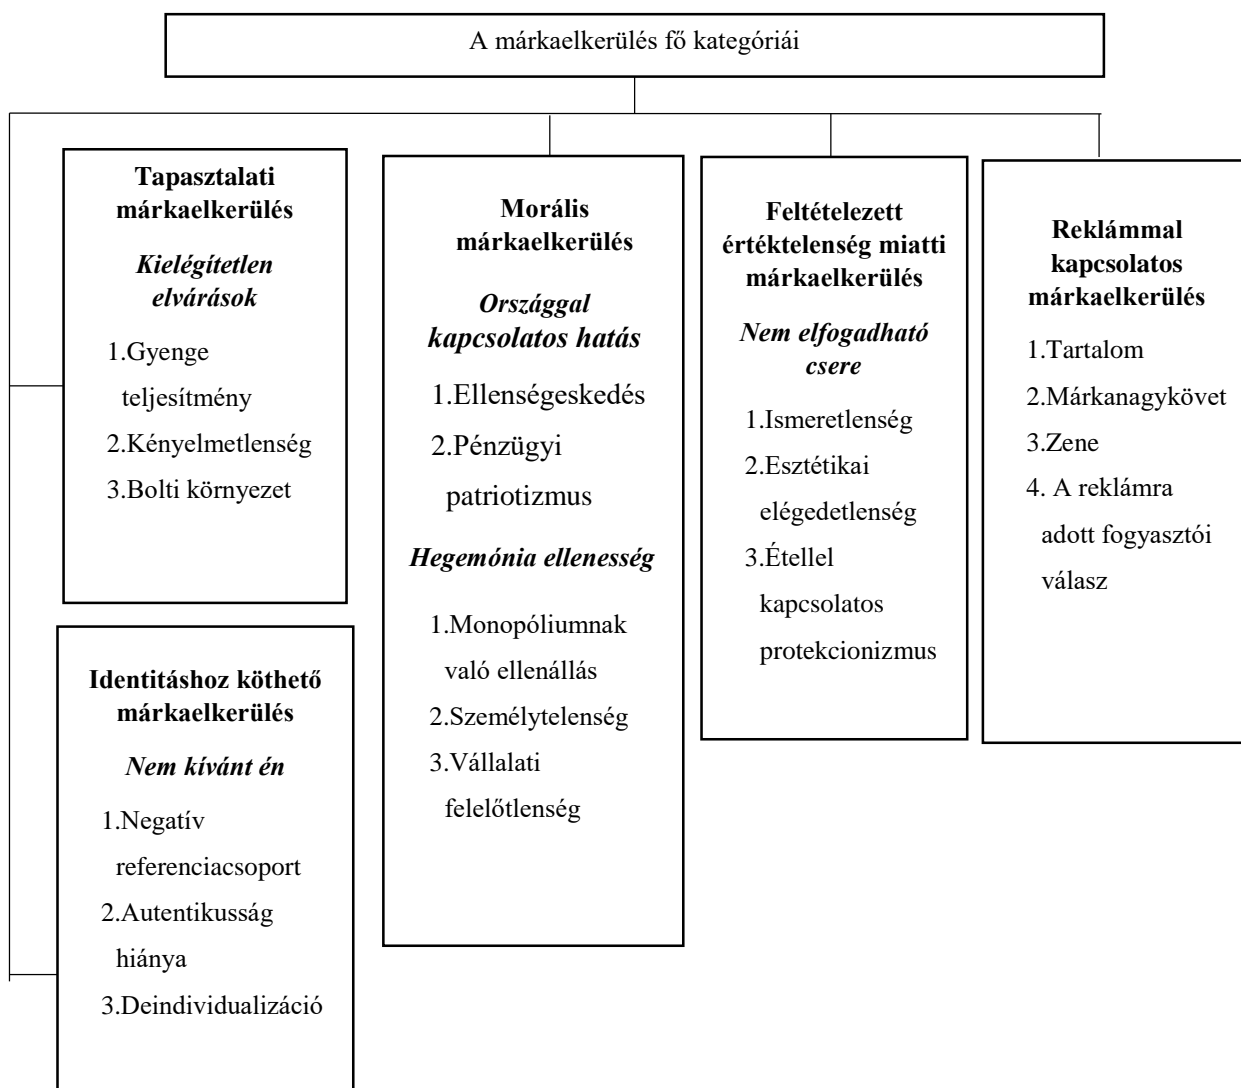 A márkaelkerülés fő kategóriái
Tapasztalati
márkaelkerülés
Kielégítetlen
elvárások
1.Gyenge
teljesítmény
2.Kényelmetlenség
3.Bolti környezet
Identitáshoz köthető
márkaelkerülés
Nem kívánt én
1.Negatív
referenciacsoport
2.Autentikusság
hiánya
3.Deindividualizáció
Morális
márkaelkerülés
Országgal
kapcsolatos hatás
1.Ellenségeskedés
2.Pénzügyi
patriotizmus
Hegemónia ellenesség
1.Monopóliumnak
való ellenállás
2.Személytelenség
3.Vállalati
felelőtlenség
Feltételezett
értéktelenség miatti
márkaelkerülés
Nem elfogadható
csere
1.Ismeretlenség
2.Esztétikai
elégedetlenség
3.Étellel
kapcsolatos
protekcionizmus
Reklámmal
kapcsolatos
márkaelkerülés
1.Tartalom
2.Márkanagykövet
3.Zene
4. A reklámra
adott fogyasztói
válasz